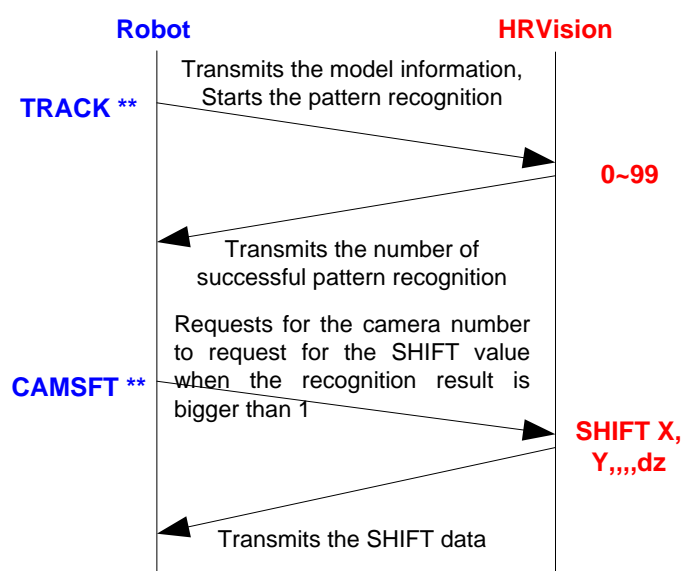 Robot
HRVision
Transmits the model information,
Starts the pattern recognition
TRACK **
0~99
Transmits the number of
successful pattern recognition
Requests for the camera number
to request for the SHIFT value
when the recognition result is
bigger than 1
CAMSFT **
SHIFT X,
Y,,,,dz
Transmits the SHIFT data